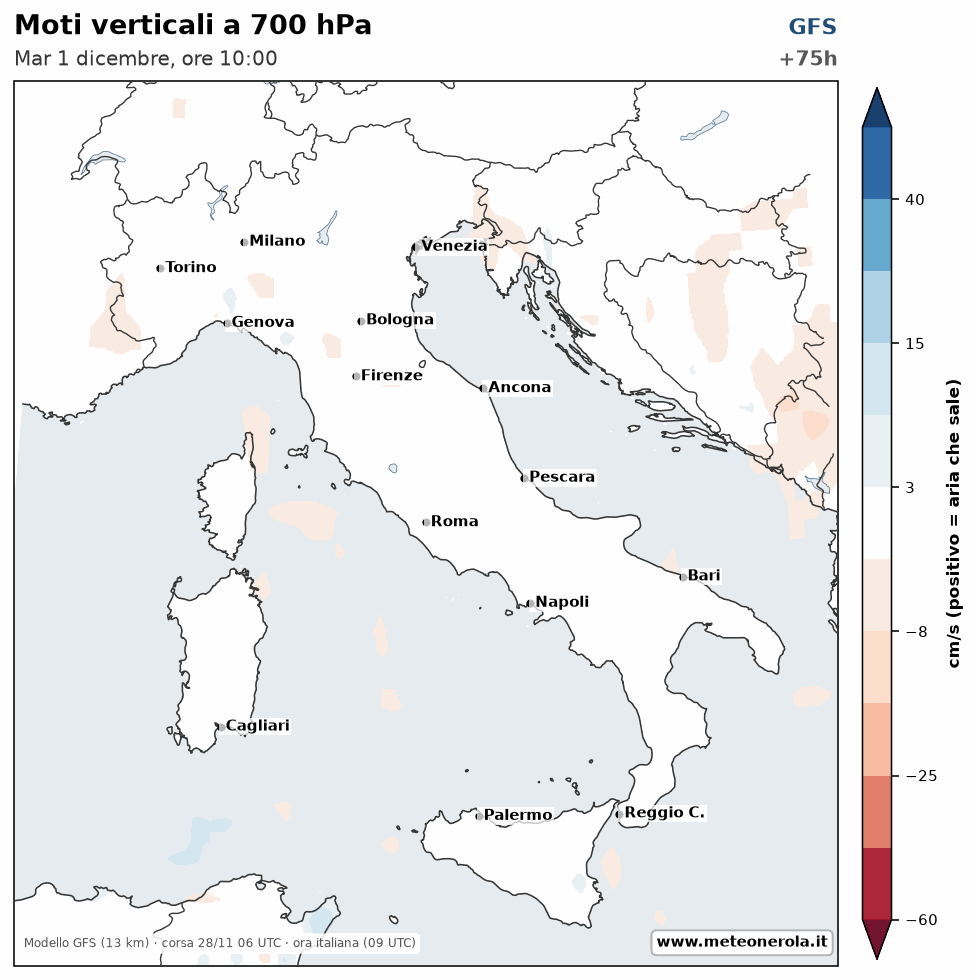 Moti verticali a 700 hPa
GFS
Mar 1 dicembre, ore 10:00
+75h
40
15
3
−8
−25
−60
cm/s (positivo = aria che sale)
Milano
Venezia
Torino
Genova
Bologna
Firenze
Ancona
Pescara
Roma
Bari
Napoli
Cagliari
Palermo
Reggio C.
Modello GFS (13 km) · corsa 28/11 06 UTC · ora italiana (09 UTC)
www.meteonerola.it